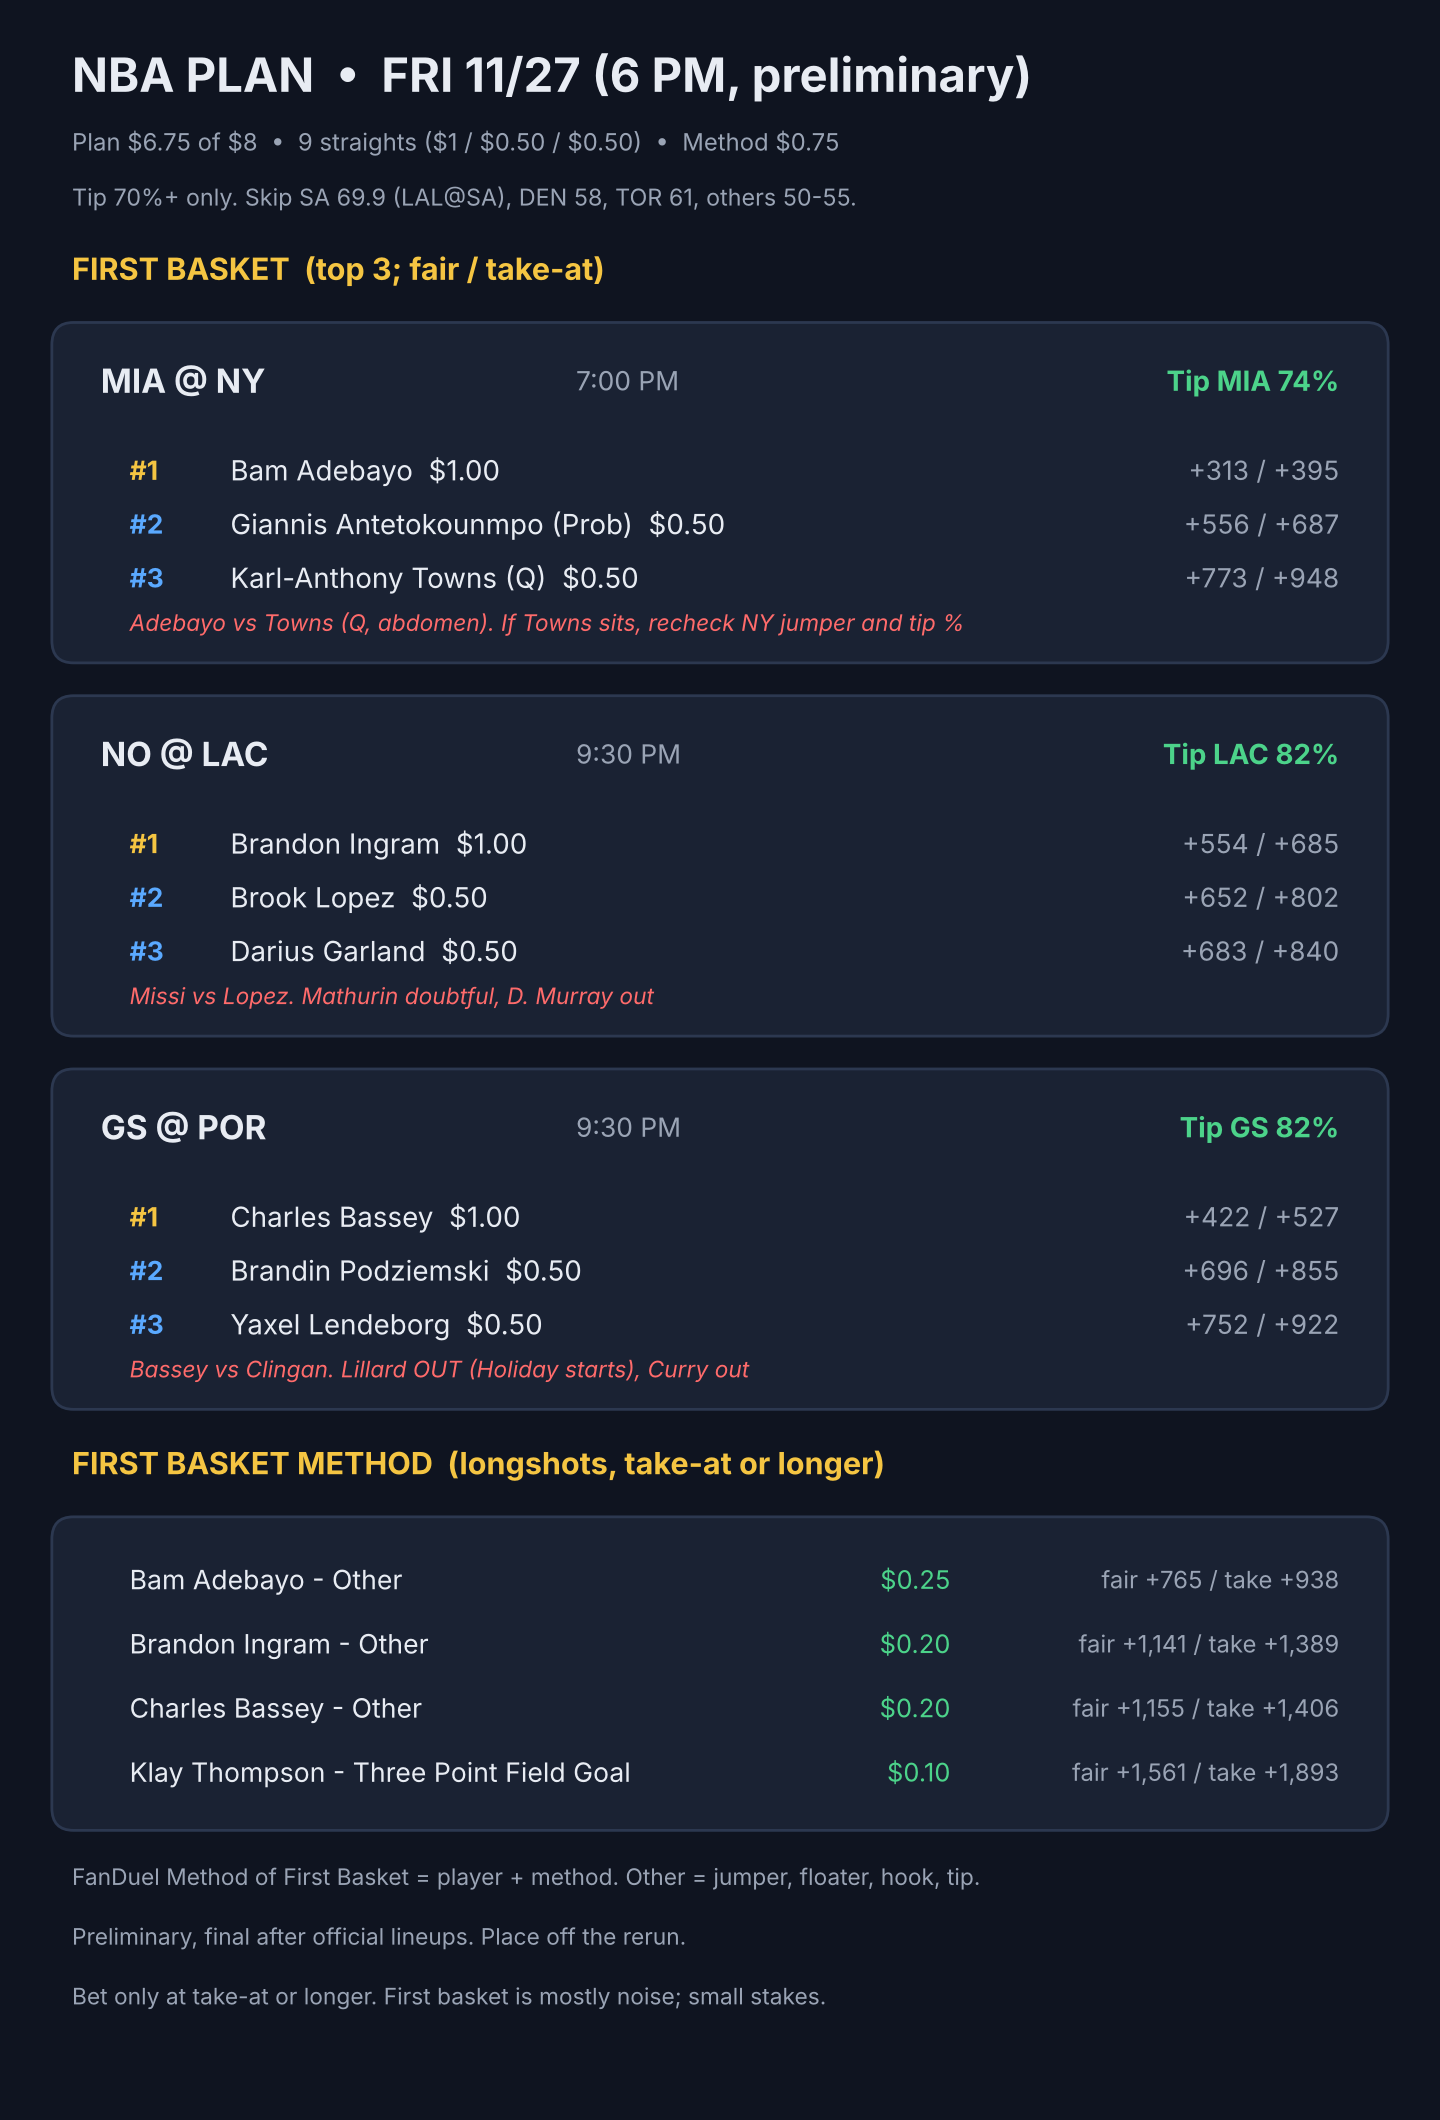 NBA PLAN • FRI 11/27 (6 PM, preliminary)
Plan $6.75 of $8 • 9 straights ($1 / $0.50 / $0.50) • Method $0.75
Tip 70%+ only. Skip SA 69.9 (LAL@SA), DEN 58, TOR 61, others 50-55.
FIRST BASKET (top 3; fair / take-at)
MIA @ NY 7:00 PM Tip MIA 74%
#1 Bam Adebayo $1.00 +313 / +395
#2 Giannis Antetokounmpo (Prob) $0.50 +556 / +687
#3 Karl-Anthony Towns (Q) $0.50 +773 / +948
Adebayo vs Towns (Q, abdomen). If Towns sits, recheck NY jumper and tip %
NO @ LAC 9:30 PM Tip LAC 82%
#1 Brandon Ingram $1.00 +554 / +685
#2 Brook Lopez $0.50 +652 / +802
#3 Darius Garland $0.50 +683 / +840
Missi vs Lopez. Mathurin doubtful, D. Murray out
GS @ POR 9:30 PM Tip GS 82%
#1 Charles Bassey $1.00 +422 / +527
#2 Brandin Podziemski $0.50 +696 / +855
#3 Yaxel Lendeborg $0.50 +752 / +922
Bassey vs Clingan. Lillard OUT (Holiday starts), Curry out
FIRST BASKET METHOD (longshots, take-at or longer)
Bam Adebayo - Other $0.25 fair +765 / take +938
Brandon Ingram - Other $0.20 fair +1,141 / take +1,389
Charles Bassey - Other $0.20 fair +1,155 / take +1,406
Klay Thompson - Three Point Field Goal $0.10 fair +1,561 / take +1,893
FanDuel Method of First Basket = player + method. Other = jumper, floater, hook, tip.
Preliminary, final after official lineups. Place off the rerun.
Bet only at take-at or longer. First basket is mostly noise; small stakes.